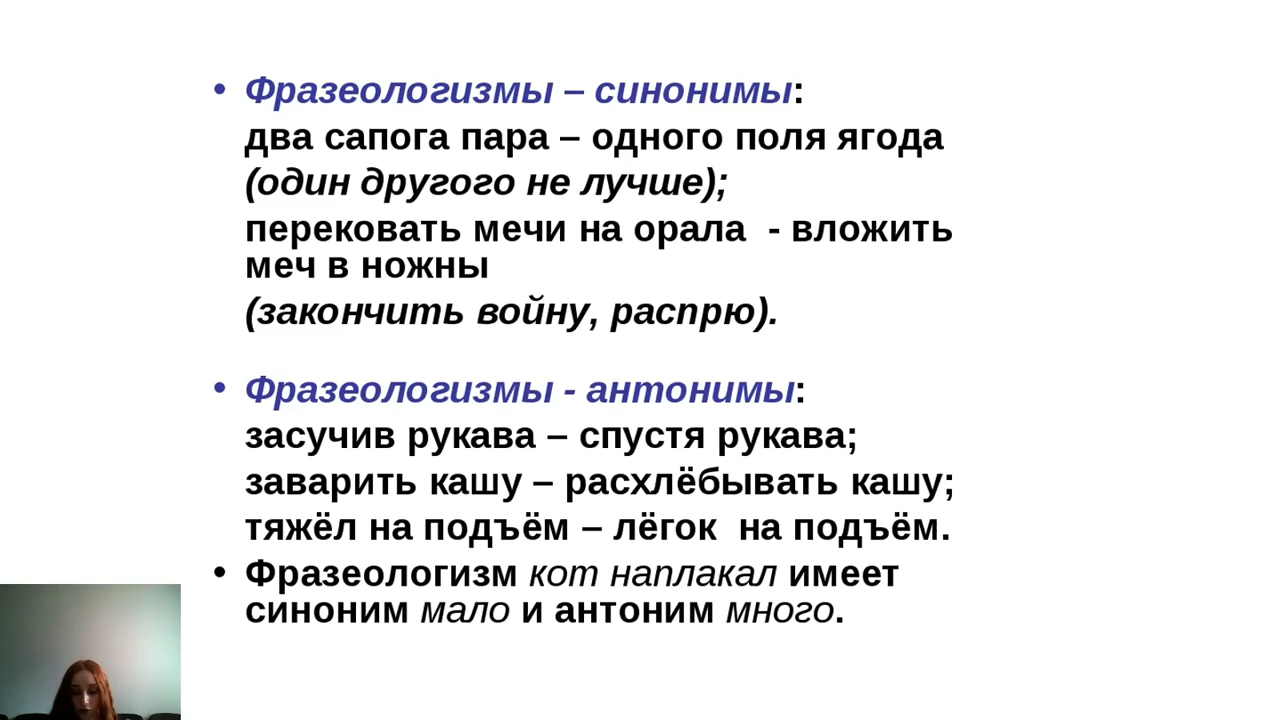 • Фразеологизмы – синонимы:
два сапога пара – одного поля ягода
(один другого не лучше);
перековать мечи на орала  - вложить
меч в ножны
(закончить войну, распрю).
• Фразеологизмы - антонимы:
засучив рукава – спустя рукава;
заварить кашу – расхлёбывать кашу;
тяжёл на подъём – лёгок  на подъём.
• Фразеологизм кот наплакал имеет
синоним мало и антоним много.